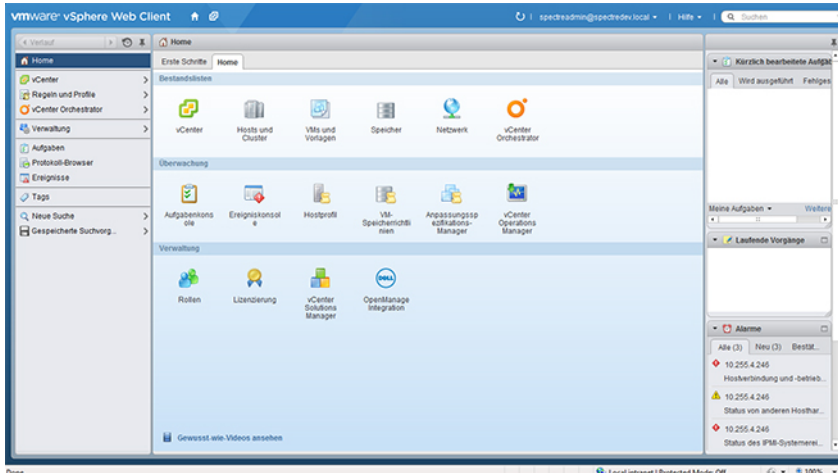 vmware vSphere Web Client
spectreadmin@spectredev.local
Hilfe
Suchen
Verlauf
Home
vCenter
Regeln und Profile
vCenter Orchestrator
Verwaltung
Aufgaben
Protokoll-Browser
Ereignisse
Tags
Neue Suche
Gespeicherte Suchvorg...
Home
Erste Schritte
Home
Bestandslisten
vCenter
Hosts und
Cluster
VMs und
Vorlagen
Speicher
Netzwerk
vCenter
Orchestrator
Überwachung
Aufgabenkons
ole
Ereigniskonsol
e
Hostprofil
VM-
Speicherrichtli
nien
Anpassungssp
ezifikations-
Manager
vCenter
Operations
Manager
Verwaltung
Rollen
Lizenzierung
vCenter
Solutions
Manager
DELL
OpenManage
Integration
Gewusst-wie-Videos ansehen
Kürzlich bearbeitete Aufgab
Alle
Wird ausgeführt
Fehlges
Meine Aufgaben
Weitere
Laufende Vorgänge
Alarme
Alle (3)
Neu (3)
Bestät...
10.255.4.246
Hostverbindung und -betrieb...
10.255.4.246
Status von anderen Hosthar...
10.255.4.246
Status des IPMI-Systemerei...
Done
Local intranet | Protected Mode: Off
100%